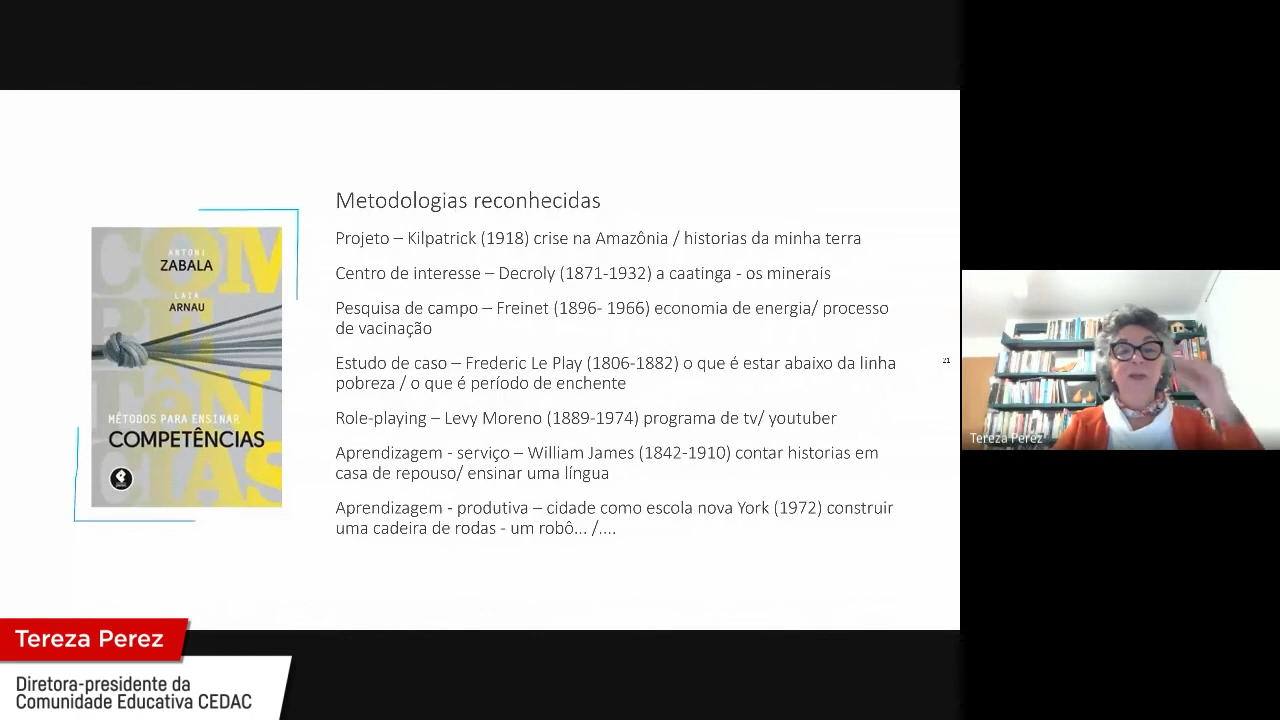 Metodologias reconhecidas
Projeto – Kilpatrick (1918) crise na Amazônia / historias da minha terra
Centro de interesse – Decroly (1871-1932) a caatinga - os minerais
Pesquisa de campo – Freinet (1896- 1966) economia de energia/ processo
de vacinação
Estudo de caso – Frederic Le Play (1806-1882) o que é estar abaixo da linha
pobreza / o que é período de enchente
Role-playing – Levy Moreno (1889-1974) programa de tv/ youtuber
Aprendizagem - serviço – William James (1842-1910) contar historias em
casa de repouso/ ensinar uma língua
Aprendizagem - produtiva – cidade como escola nova York (1972) construir
uma cadeira de rodas - um robô... /....
ANTONI
ZABALA
LAIA
ARNAU
COMPETÊNCIAS
MÉTODOS PARA ENSINAR
COMPETÊNCIAS
21
Tereza Perez
Tereza Perez
Diretora-presidente da
Comunidade Educativa CEDAC